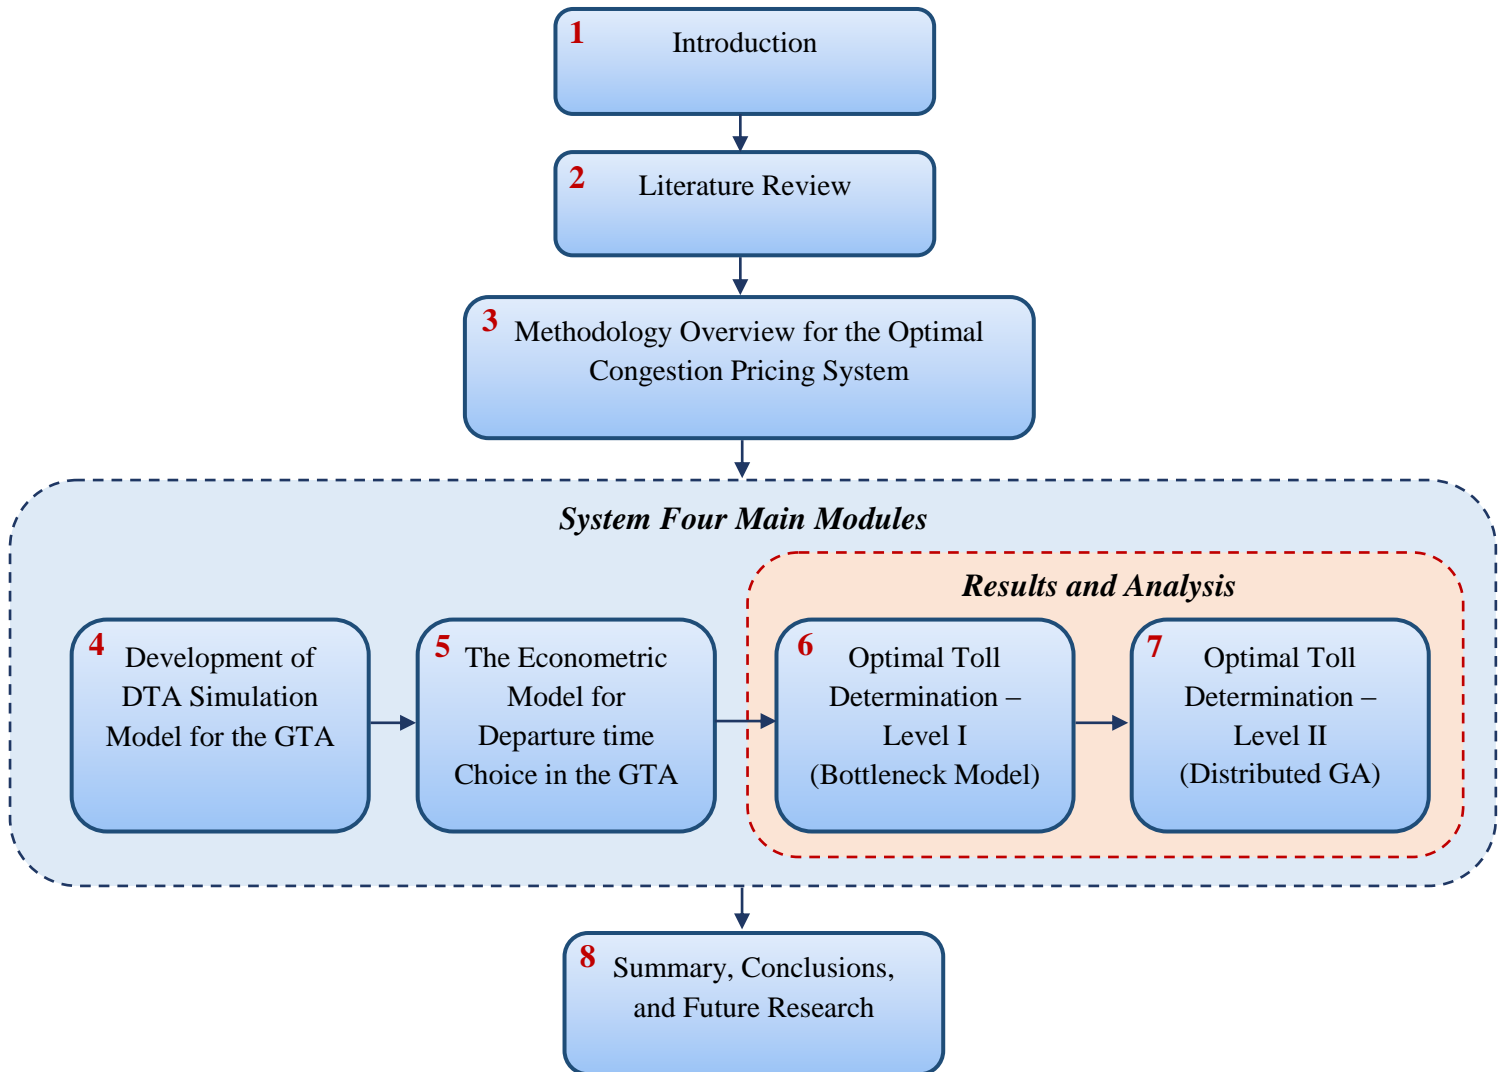 1
Introduction
2
Literature Review
3
Methodology Overview for the Optimal
Congestion Pricing System
System Four Main Modules
Results and Analysis
4
Development of
DTA Simulation
Model for the GTA
5
The Econometric
Model for
Departure time
Choice in the GTA
6
Optimal Toll
Determination –
Level I
(Bottleneck Model)
7
Optimal Toll
Determination –
Level II
(Distributed GA)
8
Summary, Conclusions,
and Future Research